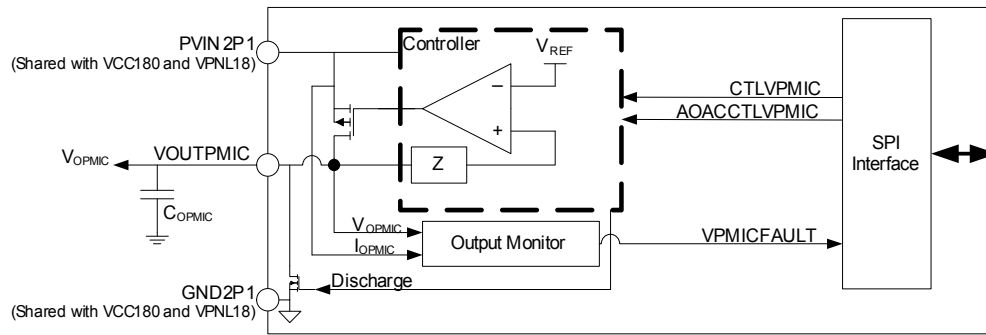 PVIN2P1
(Shared with VCC180 and VPNL18)
Controller
VREF
CTLVPMIC
AOACCTLVPMIC
−
+
SPI
Interface
VOPMIC
VOUTPMIC
Z
COPMIC
VOPMIC
IOPMIC
Output Monitor
VPMICFAULT
Discharge
GND2P1
(Shared with VCC180 and VPNL18)